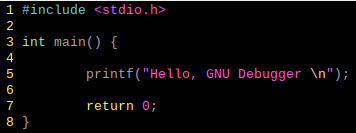 1 #include <stdio.h>
2
3 int main() {
4
5         printf("Hello, GNU Debugger \n");
6
7         return 0;
8 }